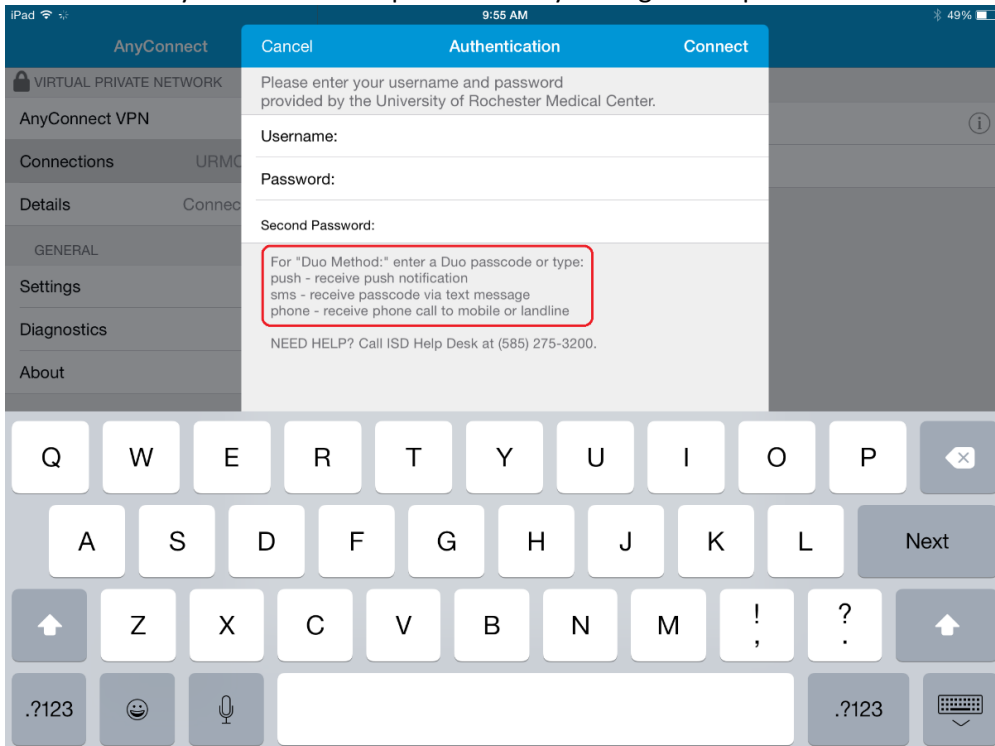 iPad 9:55 AM 49%
AnyConnect
Cancel Authentication Connect
VIRTUAL PRIVATE NETWORK
Please enter your username and password
provided by the University of Rochester Medical Center.
AnyConnect VPN
Username:
Connections URMC
Password:
Details Connec
Second Password:
GENERAL
For "Duo Method:" enter a Duo passcode or type:
push - receive push notification
sms - receive passcode via text message
phone - receive phone call to mobile or landline
Settings
Diagnostics
NEED HELP? Call ISD Help Desk at (585) 275-3200.
About
Q W E R T Y U I O P
A S D F G H J K L Next
Z X C V B N M ! , ? .
.?123 .?123